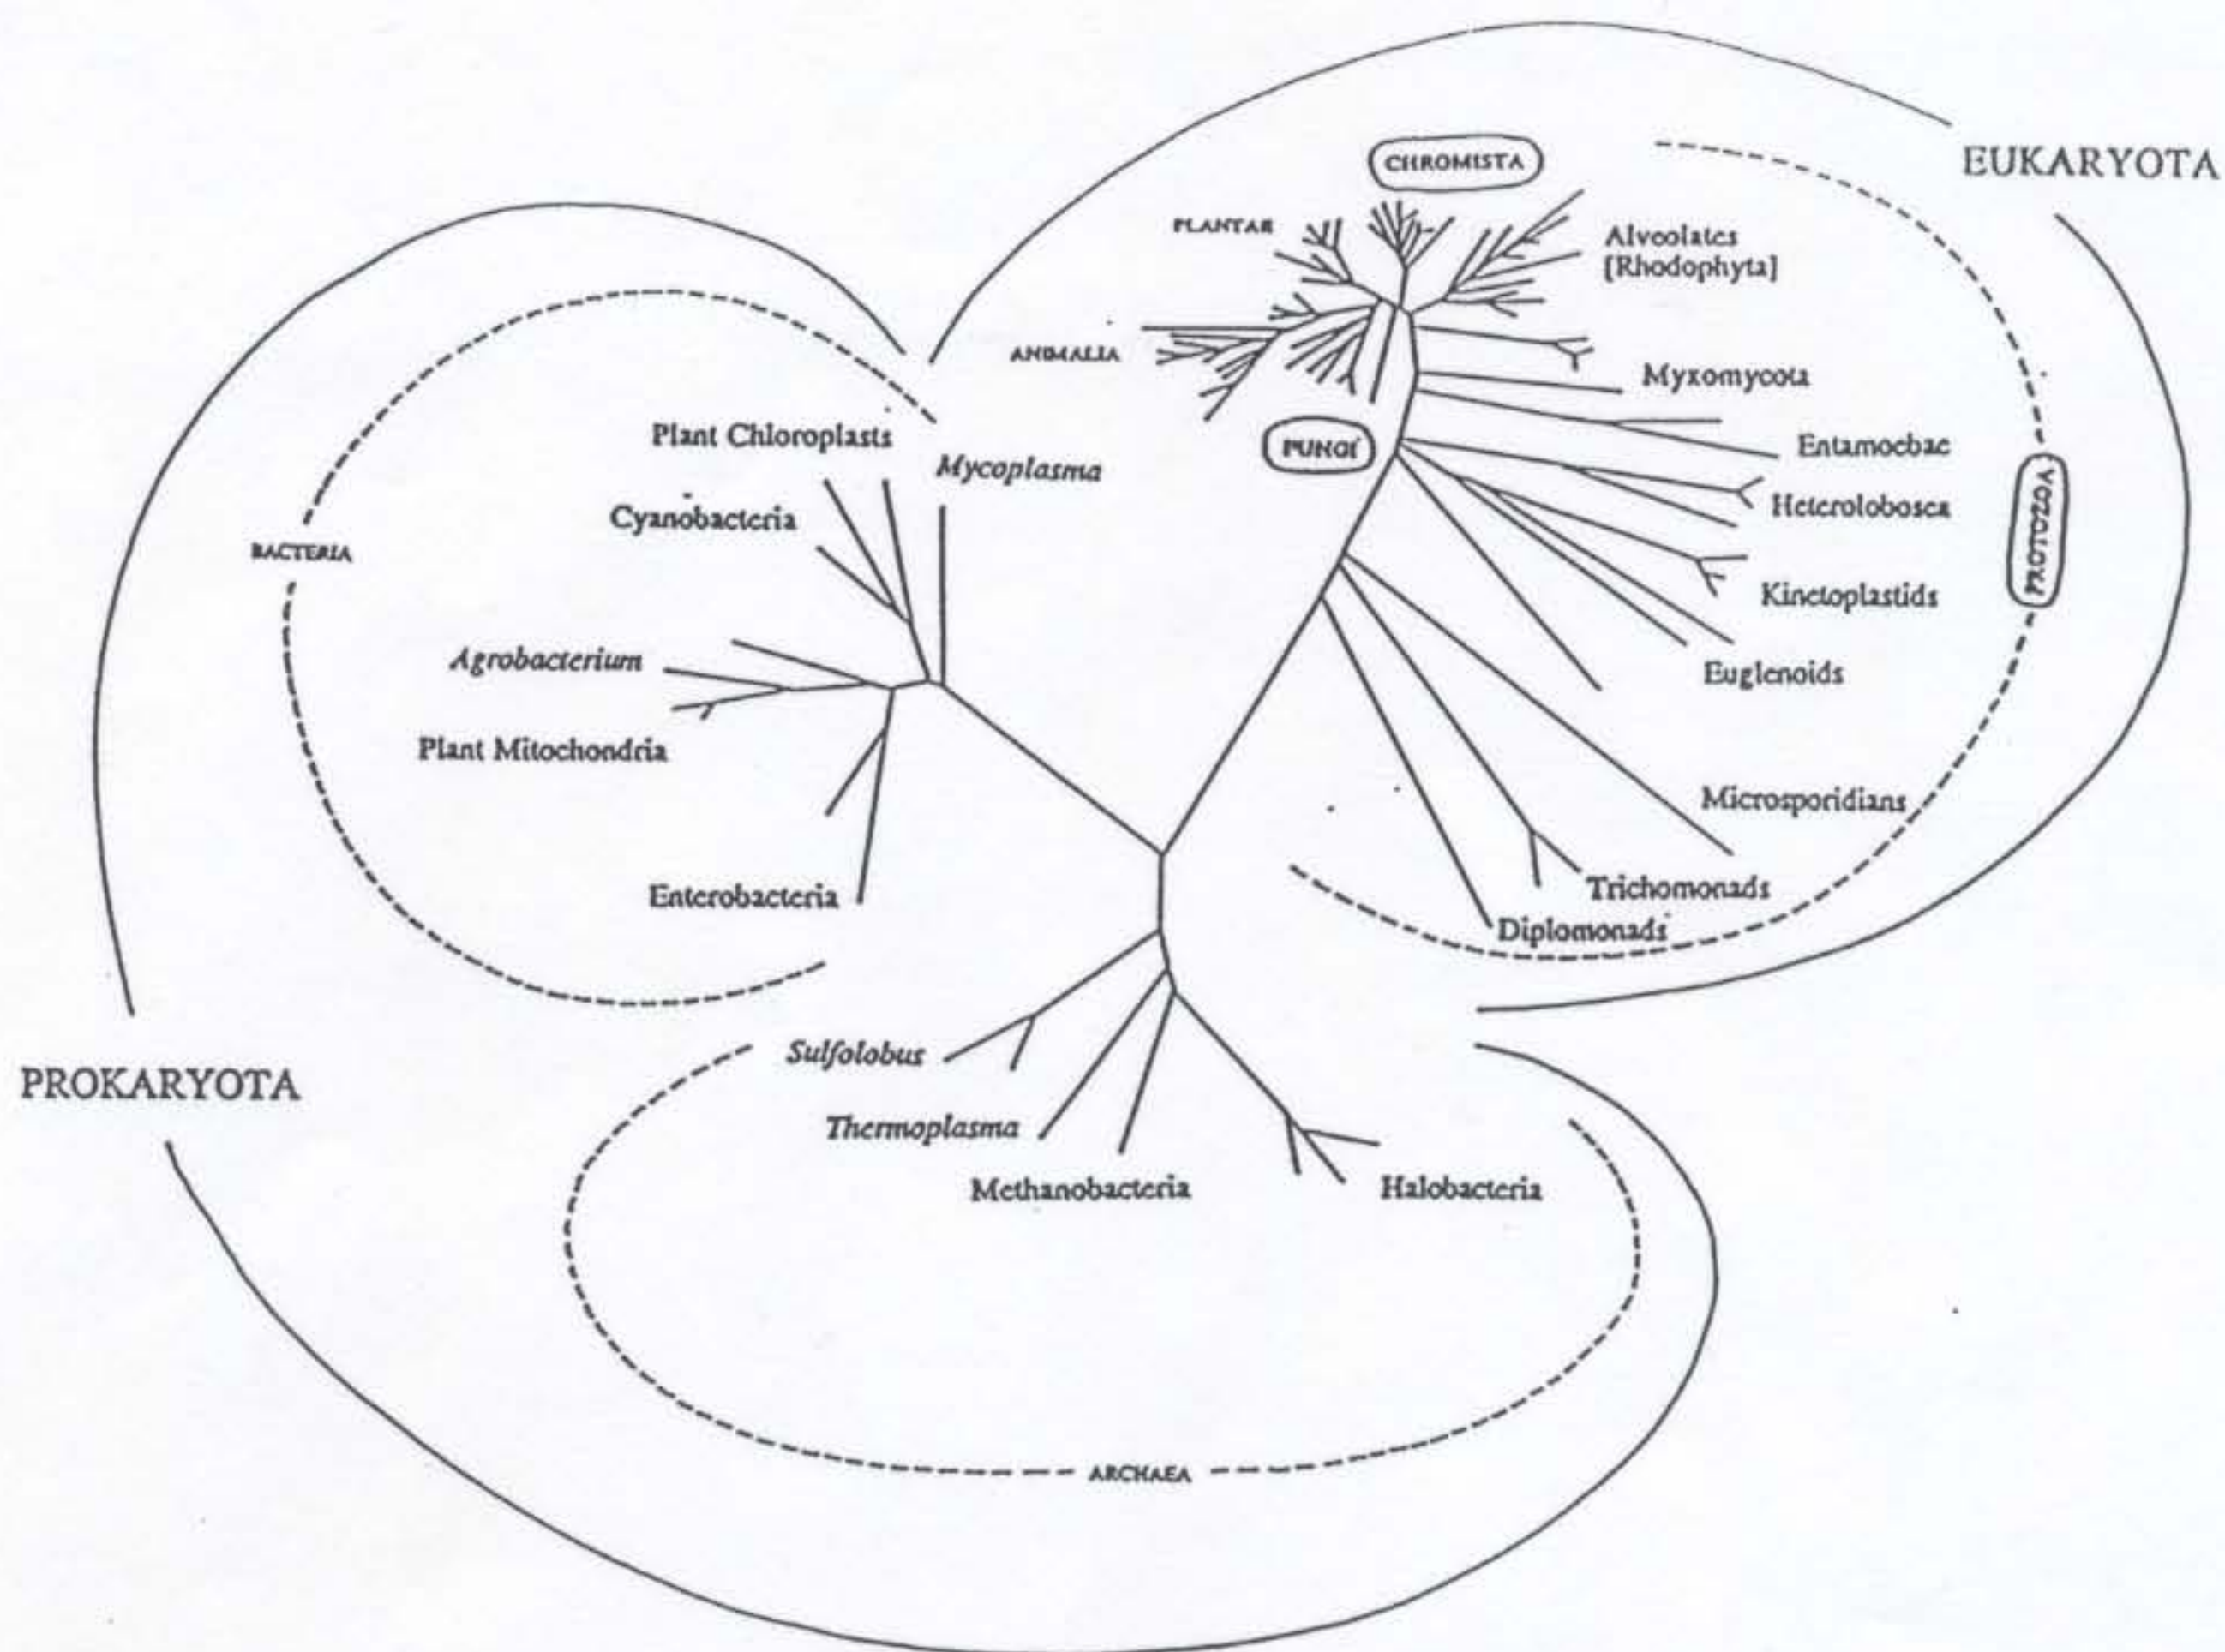 CHROMISTA
EUKARYOTA
PLANTAE
Alveolates
[Rhodophyta]
ANIMALIA
Myxomycota
Plant Chloroplasts
FUNGI
Entamoebae
Mycoplasma
Cyanobacteria
Heterolobosea
PROTOZOA
BACTERIA
Kinetoplastids
Agrobacterium
Euglenoids
Plant Mitochondria
Microsporidians
Enterobacteria
Trichomonads
Diplomonads
Sulfolobus
PROKARYOTA
Thermoplasma
Methanobacteria
Halobacteria
ARCHAEA